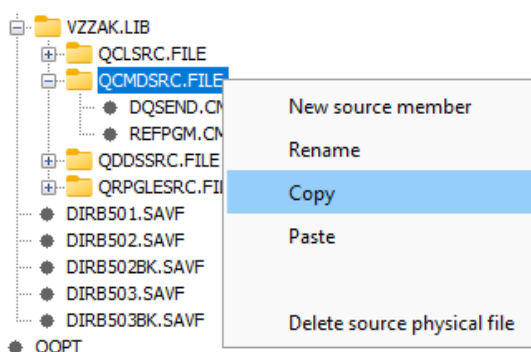 VZZAK.LIB
QCLSRC.FILE
QCMDSRC.FILE
DQSEND.CM
REFPGM.CM
QDDSSRC.FILE
QRPGLESRC.FIL
DIRB501.SAVF
DIRB502.SAVF
DIRB502BK.SAVF
DIRB503.SAVF
DIRB503BK.SAVF
QOPT
New source member
Rename
Copy
Paste
Delete source physical file